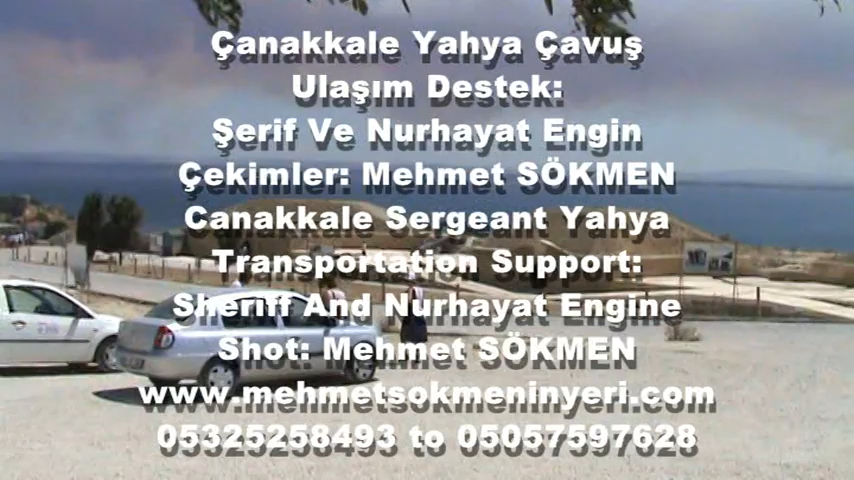 Çanakkale Yahya Çavuş
Ulaşım Destek:
Şerif Ve Nurhayat Engin
Çekimler: Mehmet SÖKMEN
Canakkale Sergeant Yahya
Transportation Support:
Sheriff And Nurhayat Engine
Shot: Mehmet SÖKMEN
www.mehmetsokmeninyeri.com
05325258493 to 05057597628